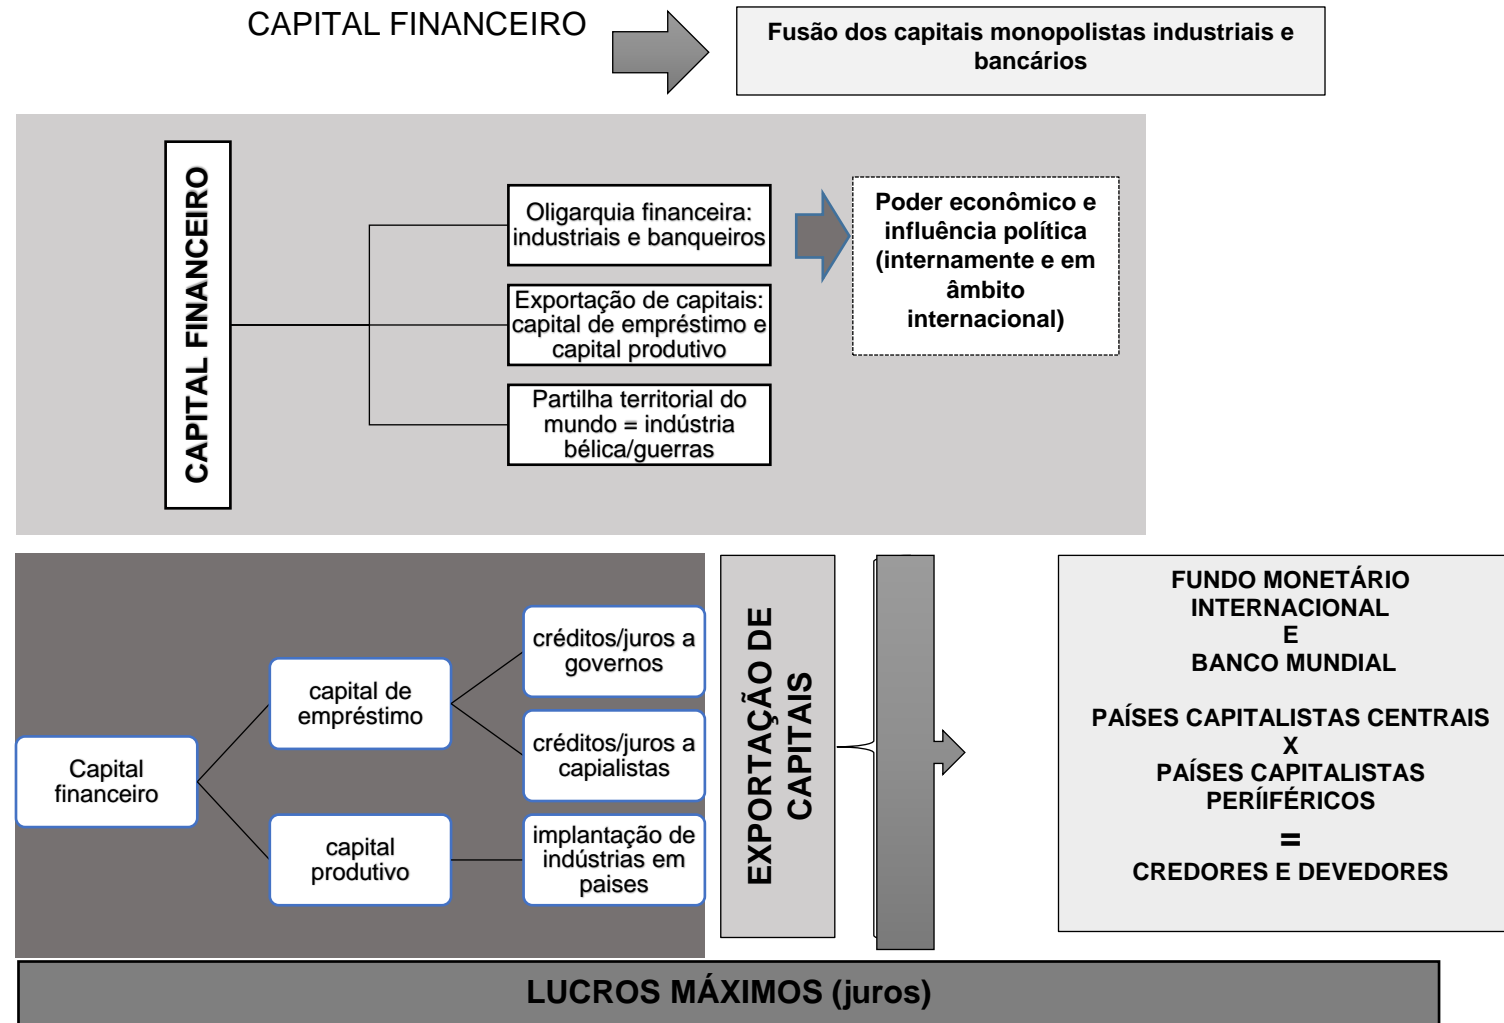 CAPITAL FINANCEIRO
Fusão dos capitais monopolistas industriais e
bancários
CAPITAL FINANCEIRO
Oligarquia financeira:
industriais e banqueiros
Poder econômico e
influência política
(internamente e em
âmbito
internacional)
Exportação de capitais:
capital de empréstimo e
capital produtivo
Partilha territorial do
mundo = indústria
bélica/guerras
Capital
financeiro
capital de
empréstimo
créditos/juros a
governos
créditos/juros a
capialistas
capital
produtivo
implantação de
indústrias em
paises
EXPORTAÇÃO DE
CAPITAIS
FUNDO MONETÁRIO
INTERNACIONAL
E
BANCO MUNDIAL
PAÍSES CAPITALISTAS CENTRAIS
X
PAÍSES CAPITALISTAS
PERÍIFÉRICOS
=
CREDORES E DEVEDORES
LUCROS MÁXIMOS (juros)